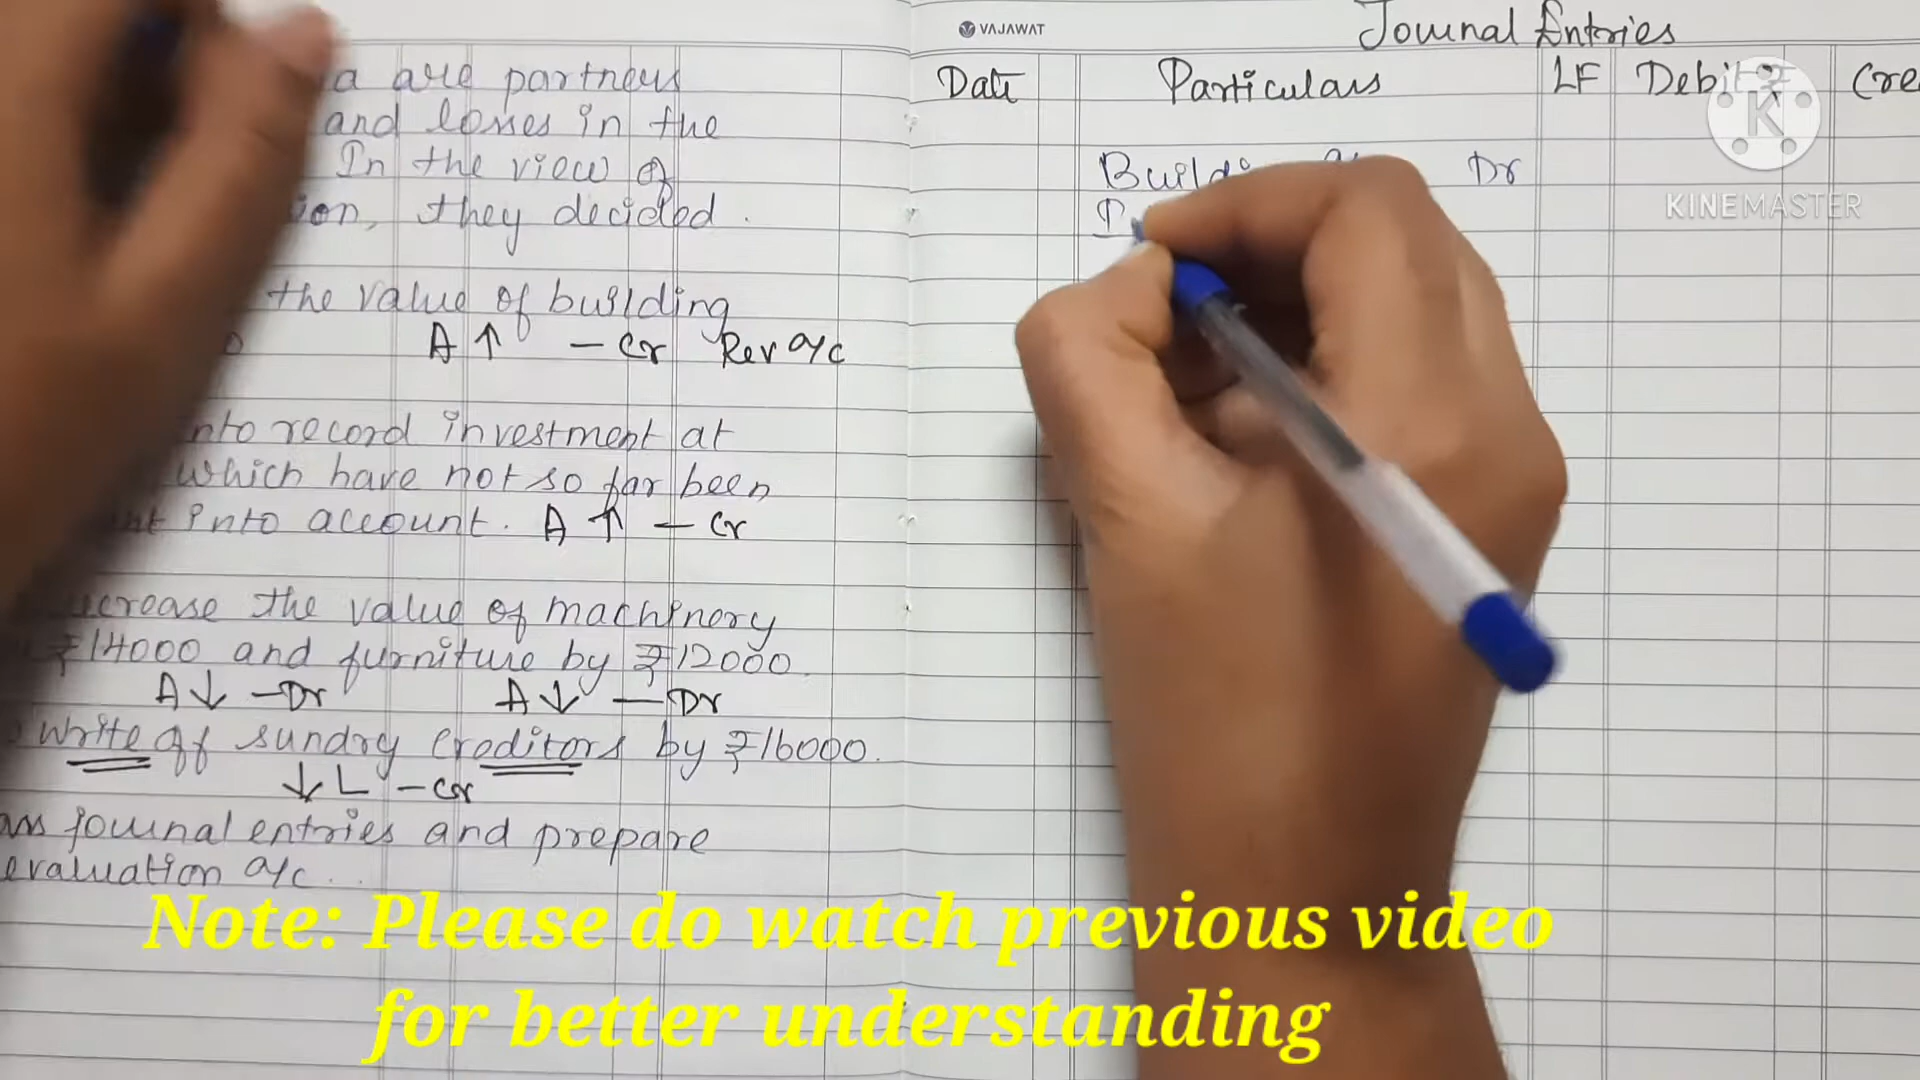 a are partners
and losses in the
In the view of
ion, they decided.
the value of building
A ↑ - Cr Rev a/c
into record investment at
which have not so far been
into account. A ↑ - Cr
the value of machinery
₹14000 and furniture by ₹12000.
A ↓ - Dr A ↓ - Dr
write off sundry creditors by ₹16000.
↓ L - Cr
journal entries and prepare
evaluation a/c.
VAJAWAT
Journal Entries
Date Particulars LF Debit ₹ Cre
Dr
K
KINEMASTER
Note: Please do watch previous video
for better understanding